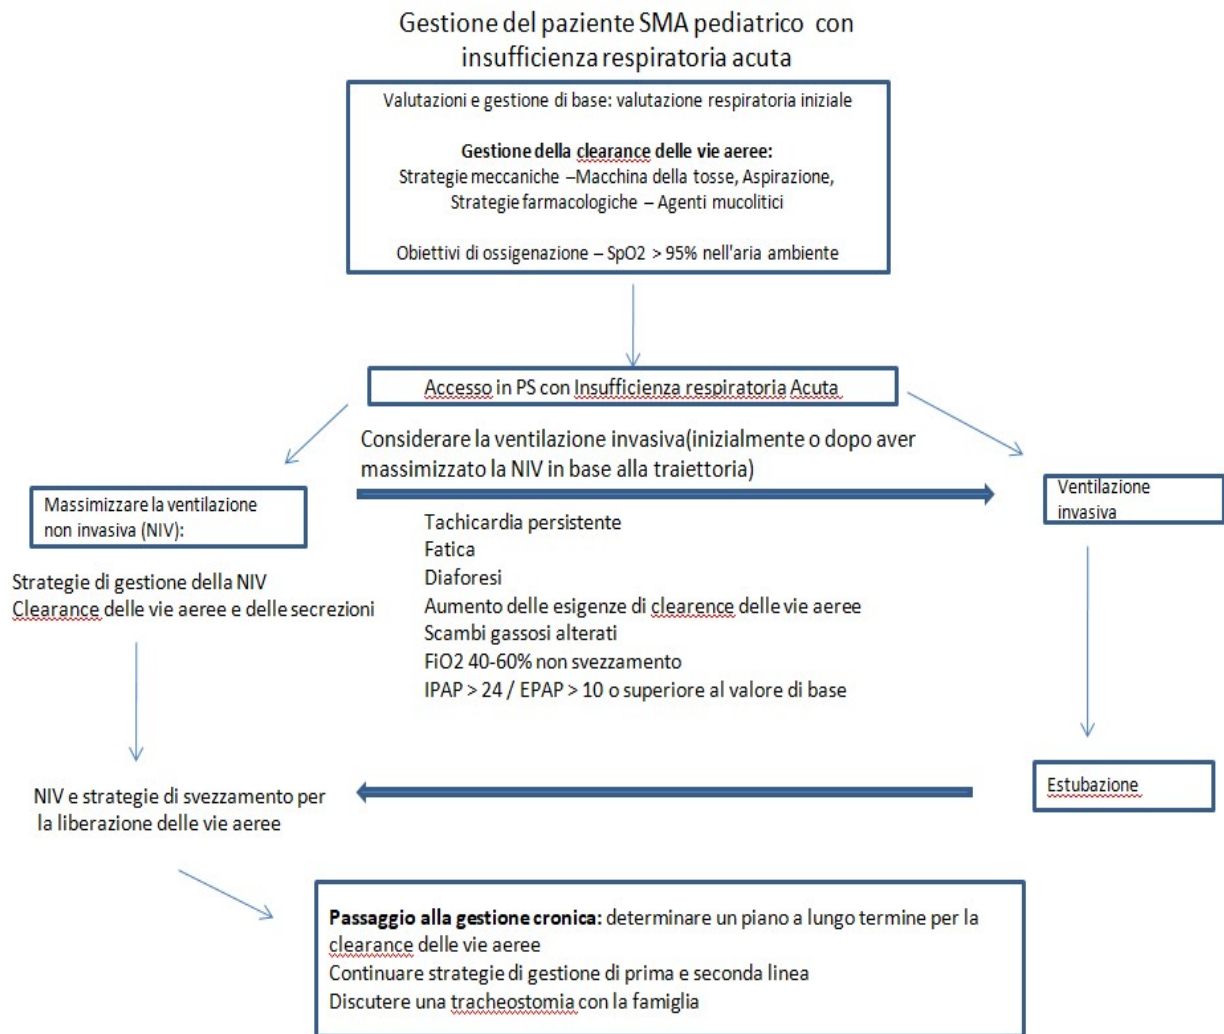 Gestione del paziente SMA pediatrico con
insufficienza respiratoria acuta
Valutazioni e gestione di base: valutazione respiratoria iniziale
Gestione della clearance delle vie aeree:
Strategie meccaniche –Macchina della tosse, Aspirazione,
Strategie farmacologiche – Agenti mucolitici
Obiettivi di ossigenazione – SpO2 > 95% nell'aria ambiente
Accesso in PS con Insufficienza respiratoria Acuta
Considerare la ventilazione invasiva(inizialmente o dopo aver
massimizzato la NIV in base alla traiettoria)
Massimizzare la ventilazione
non invasiva (NIV):
Ventilazione
invasiva
Strategie di gestione della NIV
Clearance delle vie aeree e delle secrezioni
Tachicardia persistente
Fatica
Diaforesi
Aumento delle esigenze di clearence delle vie aeree
Scambi gassosi alterati
FiO2 40-60% non svezzamento
IPAP > 24 / EPAP > 10 o superiore al valore di base
NIV e strategie di svezzamento per
la liberazione delle vie aeree
Estubazione
Passaggio alla gestione cronica: determinare un piano a lungo termine per la
clearance delle vie aeree
Continuare strategie di gestione di prima e seconda linea
Discutere una tracheostomia con la famiglia